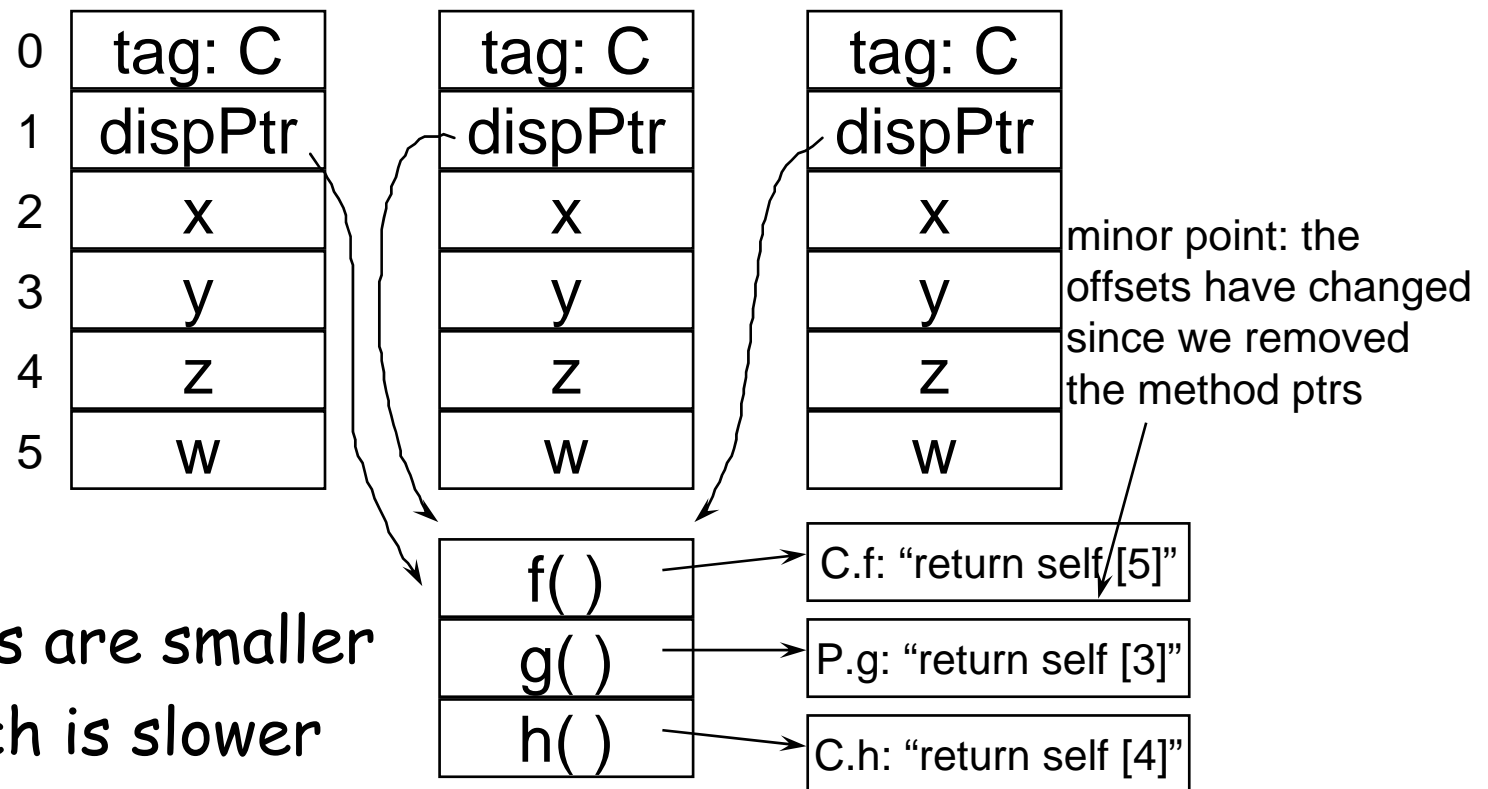 0 tag: C tag: C tag: C
1 dispPtr dispPtr dispPtr
2 x x x
3 y y y
4 z z z
5 w w w
minor point: the
offsets have changed
since we removed
the method ptrs
f( ) C.f: “return self [5]”
g( ) P.g: “return self [3]”
h( ) C.h: “return self [4]”
are smaller
is slower